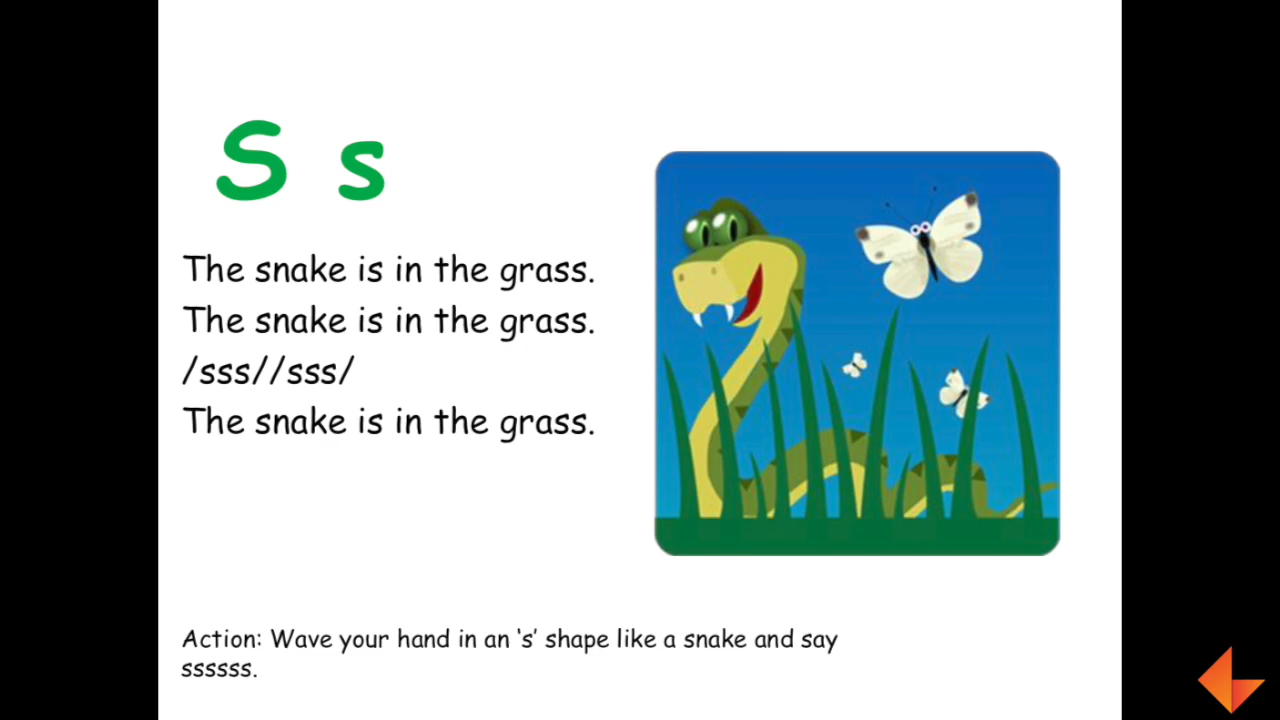 S s
The snake is in the grass.
The snake is in the grass.
/sss//sss/
The snake is in the grass.
Action: Wave your hand in an ‘s’ shape like a snake and say
ssssss.